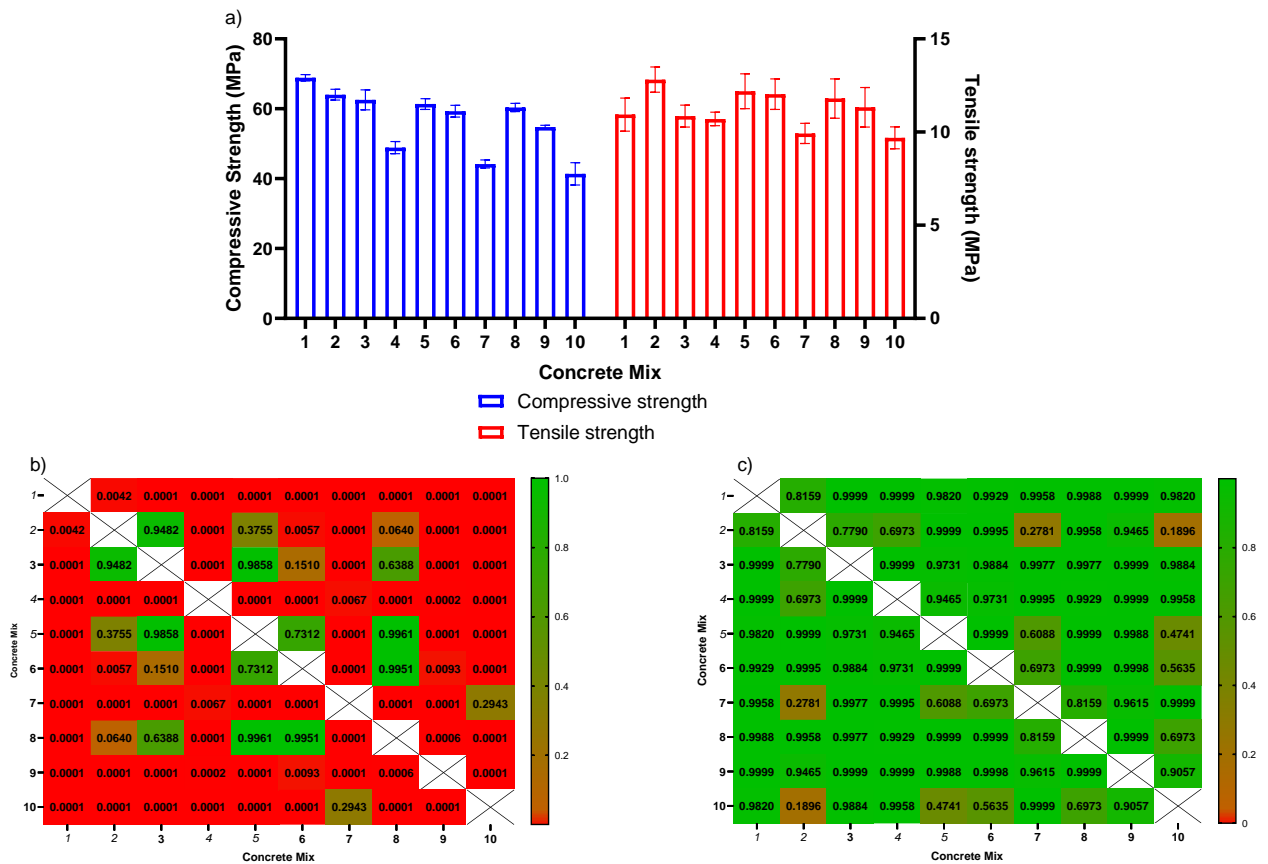 a)
80
60
40
20
0
Compressive Strength (MPa)
15
10
5
0
Tensile strength (MPa)
1 2 3 4 5 6 7 8 9 10 1 2 3 4 5 6 7 8 9 10
Concrete Mix
Compressive strength
Tensile strength
b)
1 0.0042 0.0001 0.0001 0.0001 0.0001 0.0001 0.0001 0.0001 0.0001
2 0.0042 0.9482 0.0001 0.3755 0.0057 0.0001 0.0640 0.0001 0.0001
3 0.0001 0.9482 0.0001 0.9858 0.1510 0.0001 0.6388 0.0001 0.0001
4 0.0001 0.0001 0.0001 0.0001 0.0001 0.0067 0.0001 0.0002 0.0001
5 0.0001 0.3755 0.9858 0.0001 0.7312 0.0001 0.9961 0.0001 0.0001
6 0.0001 0.0057 0.1510 0.0001 0.7312 0.0001 0.9951 0.0093 0.0001
7 0.0001 0.0001 0.0001 0.0067 0.0001 0.0001 0.0001 0.0001 0.2943
8 0.0001 0.0640 0.6388 0.0001 0.9961 0.9951 0.0001 0.0006 0.0001
9 0.0001 0.0001 0.0001 0.0002 0.0001 0.0093 0.0001 0.0006 0.0001
10 0.0001 0.0001 0.0001 0.0001 0.0001 0.0001 0.2943 0.0001 0.0001
1 2 3 4 5 6 7 8 9 10
Concrete Mix
Concrete Mix
1.0
0.8
0.6
0.4
0.2
c)
1 0.8159 0.9999 0.9999 0.9820 0.9929 0.9958 0.9988 0.9999 0.9820
2 0.8159 0.7790 0.6973 0.9999 0.9995 0.2781 0.9958 0.9465 0.1896
3 0.9999 0.7790 0.9999 0.9731 0.9884 0.9977 0.9977 0.9999 0.9884
4 0.9999 0.6973 0.9999 0.9465 0.9731 0.9995 0.9929 0.9999 0.9958
5 0.9820 0.9999 0.9731 0.9465 0.9999 0.6088 0.9999 0.9988 0.4741
6 0.9929 0.9995 0.9884 0.9731 0.9999 0.6973 0.9999 0.9998 0.5635
7 0.9958 0.2781 0.9977 0.9995 0.6088 0.6973 0.8159 0.9615 0.9999
8 0.9988 0.9958 0.9977 0.9929 0.9999 0.9999 0.8159 0.9999 0.6973
9 0.9999 0.9465 0.9999 0.9999 0.9988 0.9998 0.9615 0.9999 0.9057
10 0.9820 0.1896 0.9884 0.9958 0.4741 0.5635 0.9999 0.6973 0.9057
1 2 3 4 5 6 7 8 9 10
Concrete Mix
Concrete Mix
0.8
0.6
0.4
0.2
0